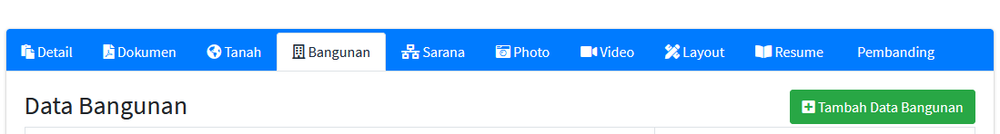 Detail Dokumen Tanah Bangunan Sarana Photo Video Layout Resume Pembanding
Data Bangunan
Tambah Data Bangunan